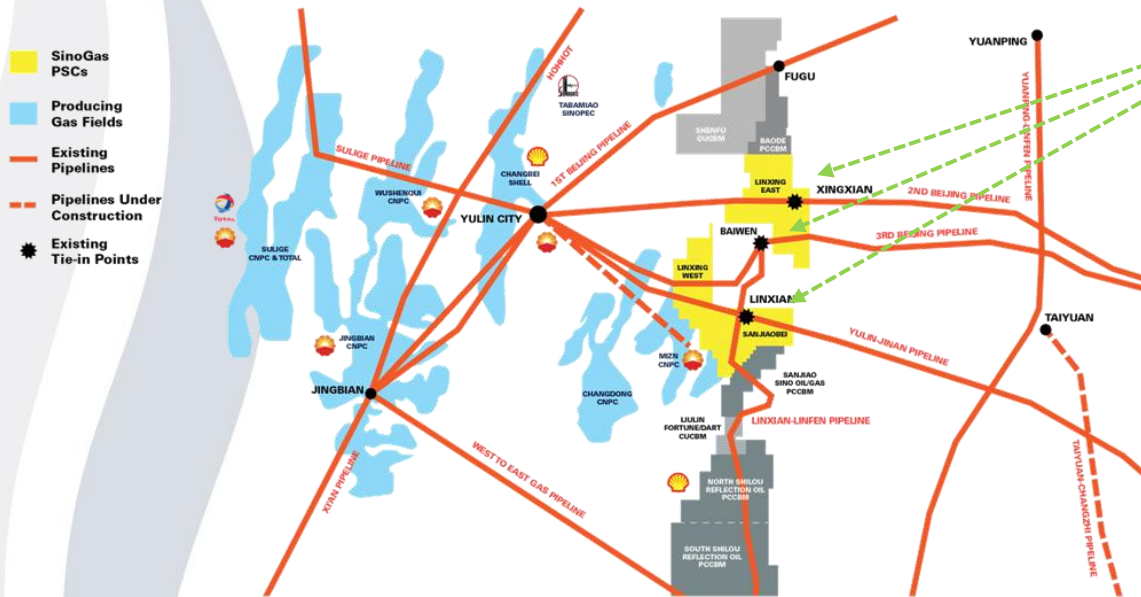 SinoGas
PSCs
Producing
Gas Fields
Existing
Pipelines
Pipelines Under
Construction
Existing
Tie-in Points
HOHHOT
TABAMIAO
SINOPEC
FUGU
YUANPING
YUANPING-LINFEN PIPELINE
SHENFU
CUCBM
BAODE
PCCBM
SULIGE PIPELINE
1ST BEIJING PIPELINE
CHANGBEI
SHELL
WUSHENQUI
CNPC
LINXING
EAST
XINGXIAN
2ND BEIJING PIPELINE
TOTAL
YULIN CITY
BAIWEN
3RD BEIJING PIPELINE
SULIGE
CNPC & TOTAL
LINXING
WEST
LINXIAN
TAIYUAN
SANJIAOBEI
YULIN-JINAN PIPELINE
JINGBIAN
CNPC
MIZN
CNPC
SANJIAO
SINO OIL/GAS
PCCBM
JINGBIAN
CHANGDONG
CNPC
LIULIN
FORTUNE/DART
CUCBM
LINXIAN-LINFEN PIPELINE
XI'AN PIPELINE
WEST TO EAST GAS PIPELINE
TAIYUAN-CHANGZHI PIPELINE
NORTH SHILOU
REFLECTION OIL
PCCBM
SOUTH SHILOU
REFLECTION OIL
PCCBM